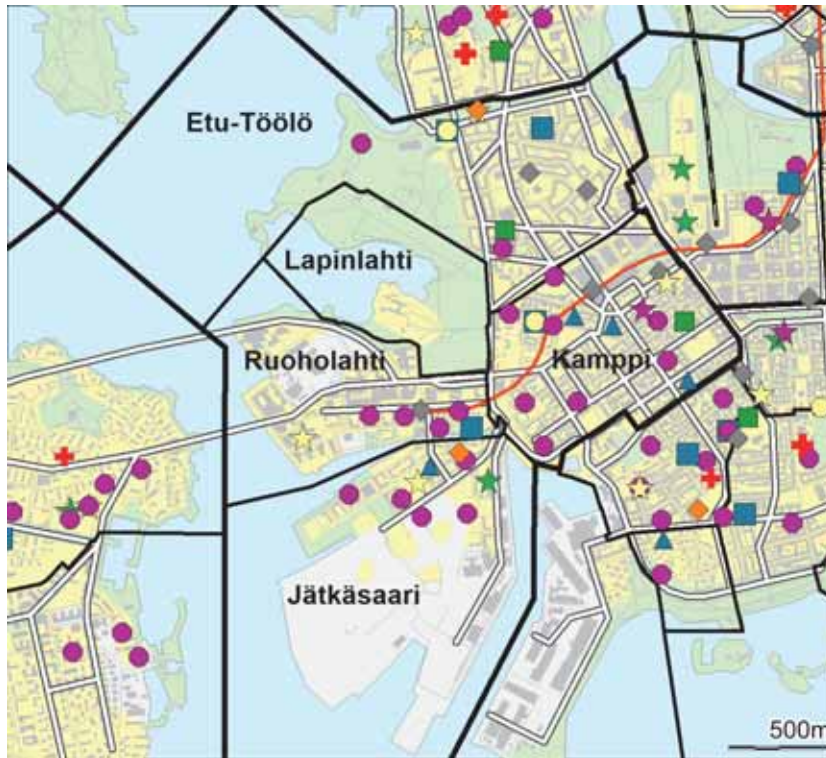 Etu-Töölö
Lapinlahti
Ruoholahti
Kamppi
Jätkäsaari
500m